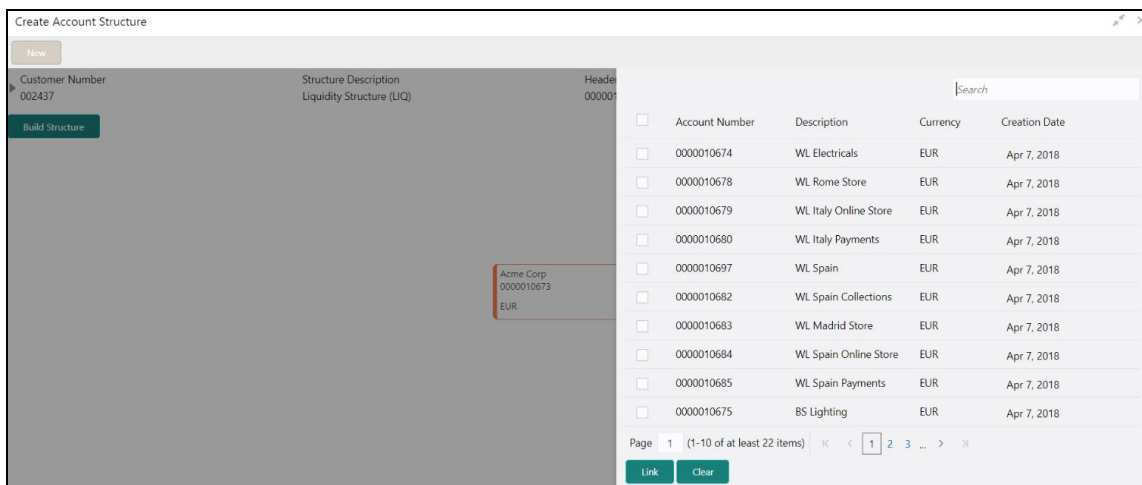 Create Account Structure
New
Customer Number Structure Description Header
002437 Liquidity Structure (LIQ) 000001
Build Structure
Acme Corp
0000010673
EUR
Search
Account Number Description Currency Creation Date
0000010674 WL Electricals EUR Apr 7, 2018
0000010678 WL Rome Store EUR Apr 7, 2018
0000010679 WL Italy Online Store EUR Apr 7, 2018
0000010680 WL Italy Payments EUR Apr 7, 2018
0000010697 WL Spain EUR Apr 7, 2018
0000010682 WL Spain Collections EUR Apr 7, 2018
0000010683 WL Madrid Store EUR Apr 7, 2018
0000010684 WL Spain Online Store EUR Apr 7, 2018
0000010685 WL Spain Payments EUR Apr 7, 2018
0000010675 BS Lighting EUR Apr 7, 2018
Page 1 (1-10 of at least 22 items) 1 2 3 ...
Link Clear